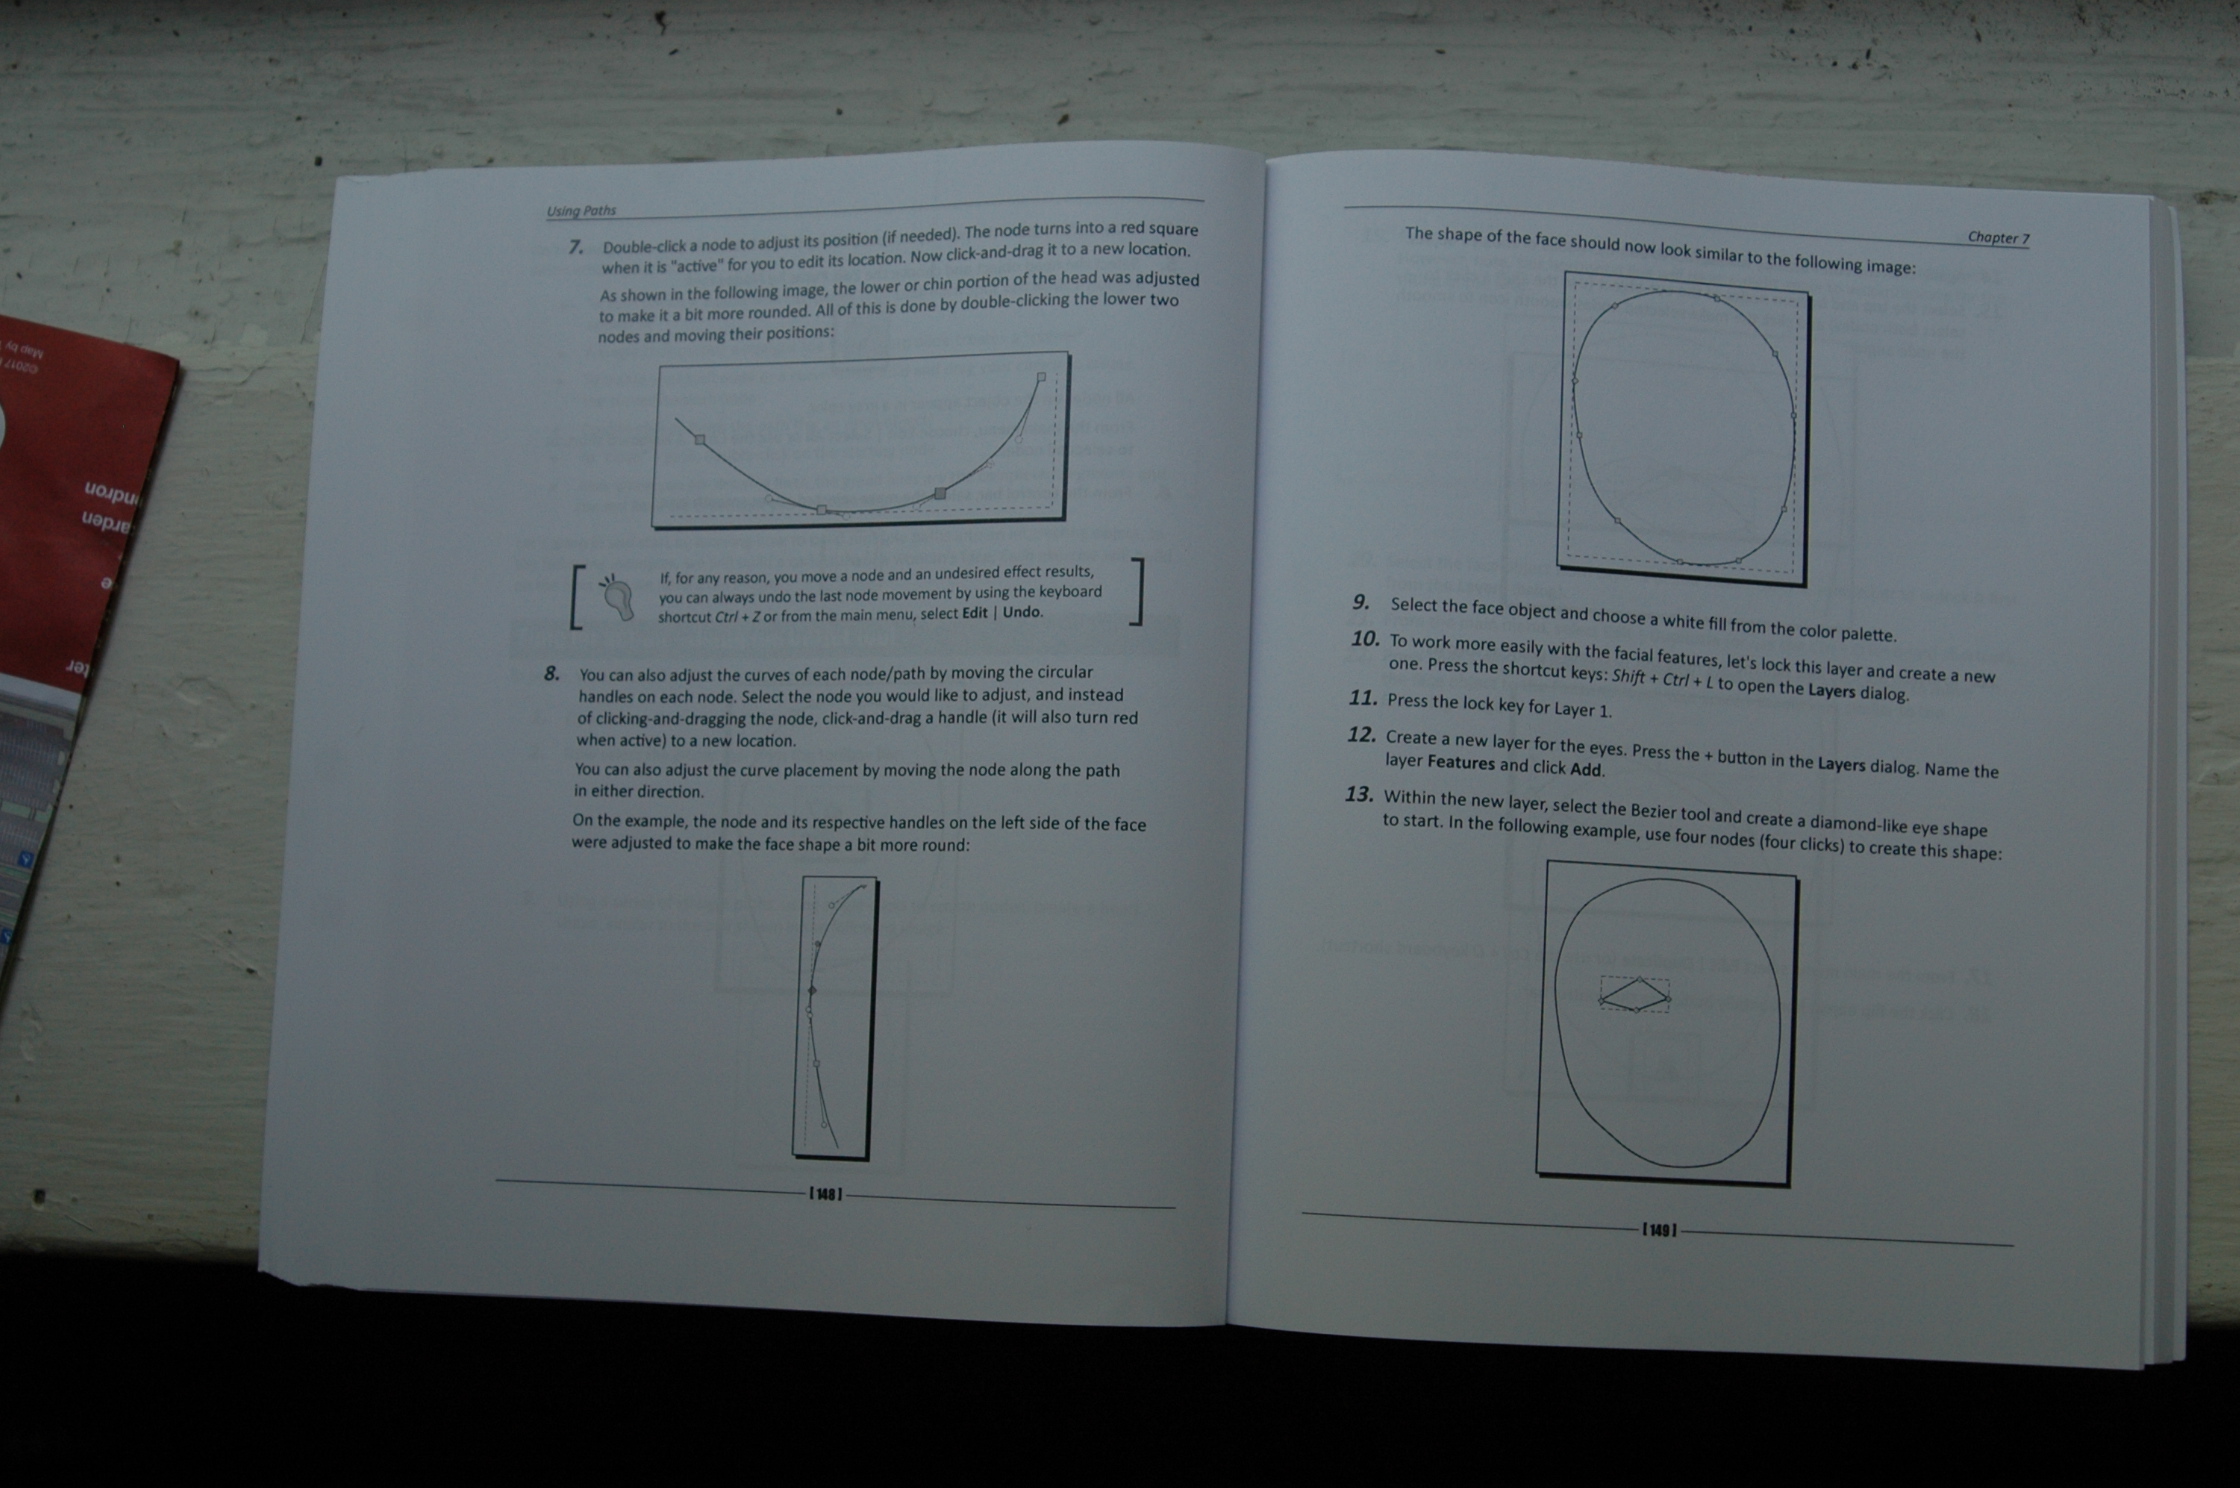 Using Paths
7. Double-click a node to adjust its position (if needed). The node turns into a red square
when it is "active" for you to edit its location. Now click-and-drag it to a new location.
As shown in the following image, the lower or chin portion of the head was adjusted
to make it a bit more rounded. All of this is done by double-clicking the lower two
nodes and moving their positions:
If, for any reason, you move a node and an undesired effect results,
you can always undo the last node movement by using the keyboard
shortcut Ctrl + Z or from the main menu, select Edit | Undo.
8. You can also adjust the curves of each node/path by moving the circular
handles on each node. Select the node you would like to adjust, and instead
of clicking-and-dragging the node, click-and-drag a handle (it will also turn red
when active) to a new location.
You can also adjust the curve placement by moving the node along the path
in either direction.
On the example, the node and its respective handles on the left side of the face
were adjusted to make the face shape a bit more round:
[148]
Chapter 7
The shape of the face should now look similar to the following image:
9. Select the face object and choose a white fill from the color palette.
10. To work more easily with the facial features, let's lock this layer and create a new
one. Press the shortcut keys: Shift + Ctrl + L to open the Layers dialog.
11. Press the lock key for Layer 1.
12. Create a new layer for the eyes. Press the + button in the Layers dialog. Name the
layer Features and click Add.
13. Within the new layer, select the Bezier tool and create a diamond-like eye shape
to start. In the following example, use four nodes (four clicks) to create this shape:
[149]
©2017
Map by
ndron
arden
e
ter